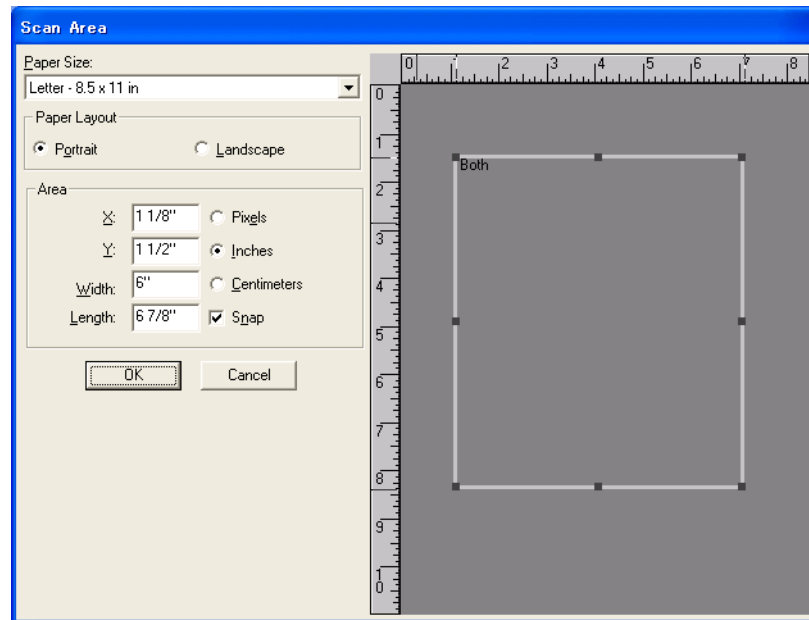 Scan Area
Paper Size:
Letter - 8.5 x 11 in
Paper Layout
Portrait
Landscape
Area
X: 1 1/8" Pixels
Y: 1 1/2" Inches
Width: 6" Centimeters
Length: 6 7/8" Snap
OK Cancel
0 1 2 3 4 5 6 7 8
Both
0
1
2
3
4
5
6
7
8
9
10